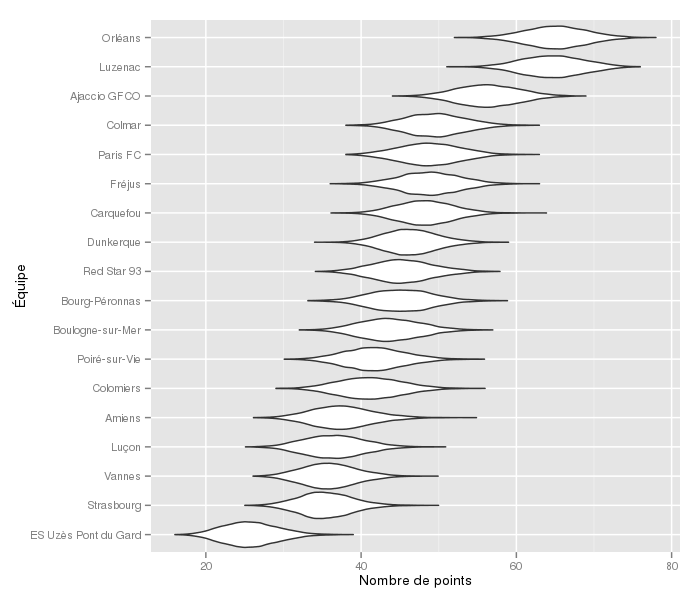 Équipe
Orléans
Luzenac
Ajaccio GFCO
Colmar
Paris FC
Fréjus
Carquefou
Dunkerque
Red Star 93
Bourg-Péronnas
Boulogne-sur-Mer
Poiré-sur-Vie
Colomiers
Amiens
Luçon
Vannes
Strasbourg
ES Uzès Pont du Gard
20 40 60 80
Nombre de points